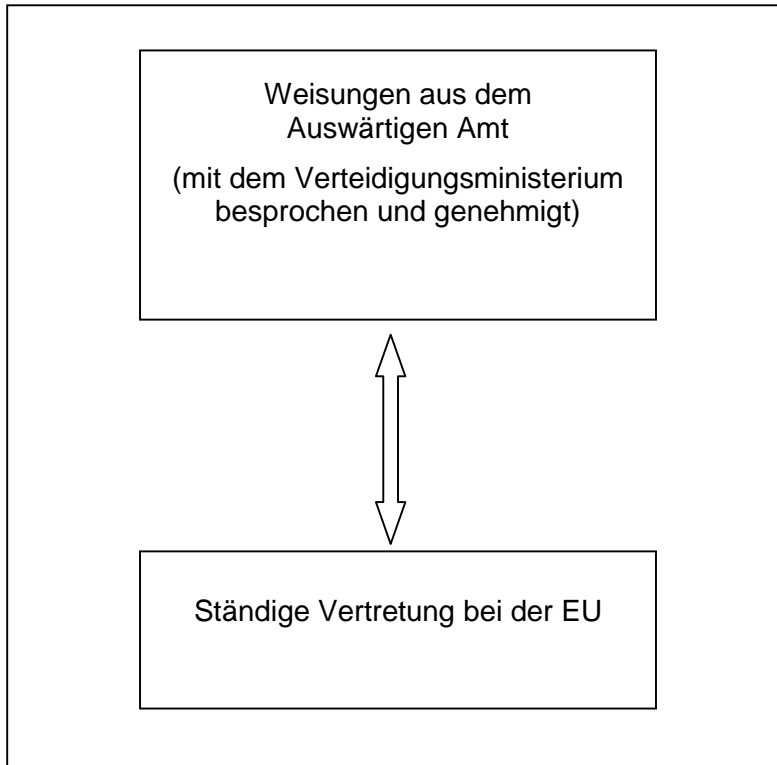 Weisungen aus dem
Auswärtigen Amt
(mit dem Verteidigungsministerium
besprochen und genehmigt)
Ständige Vertretung bei der EU